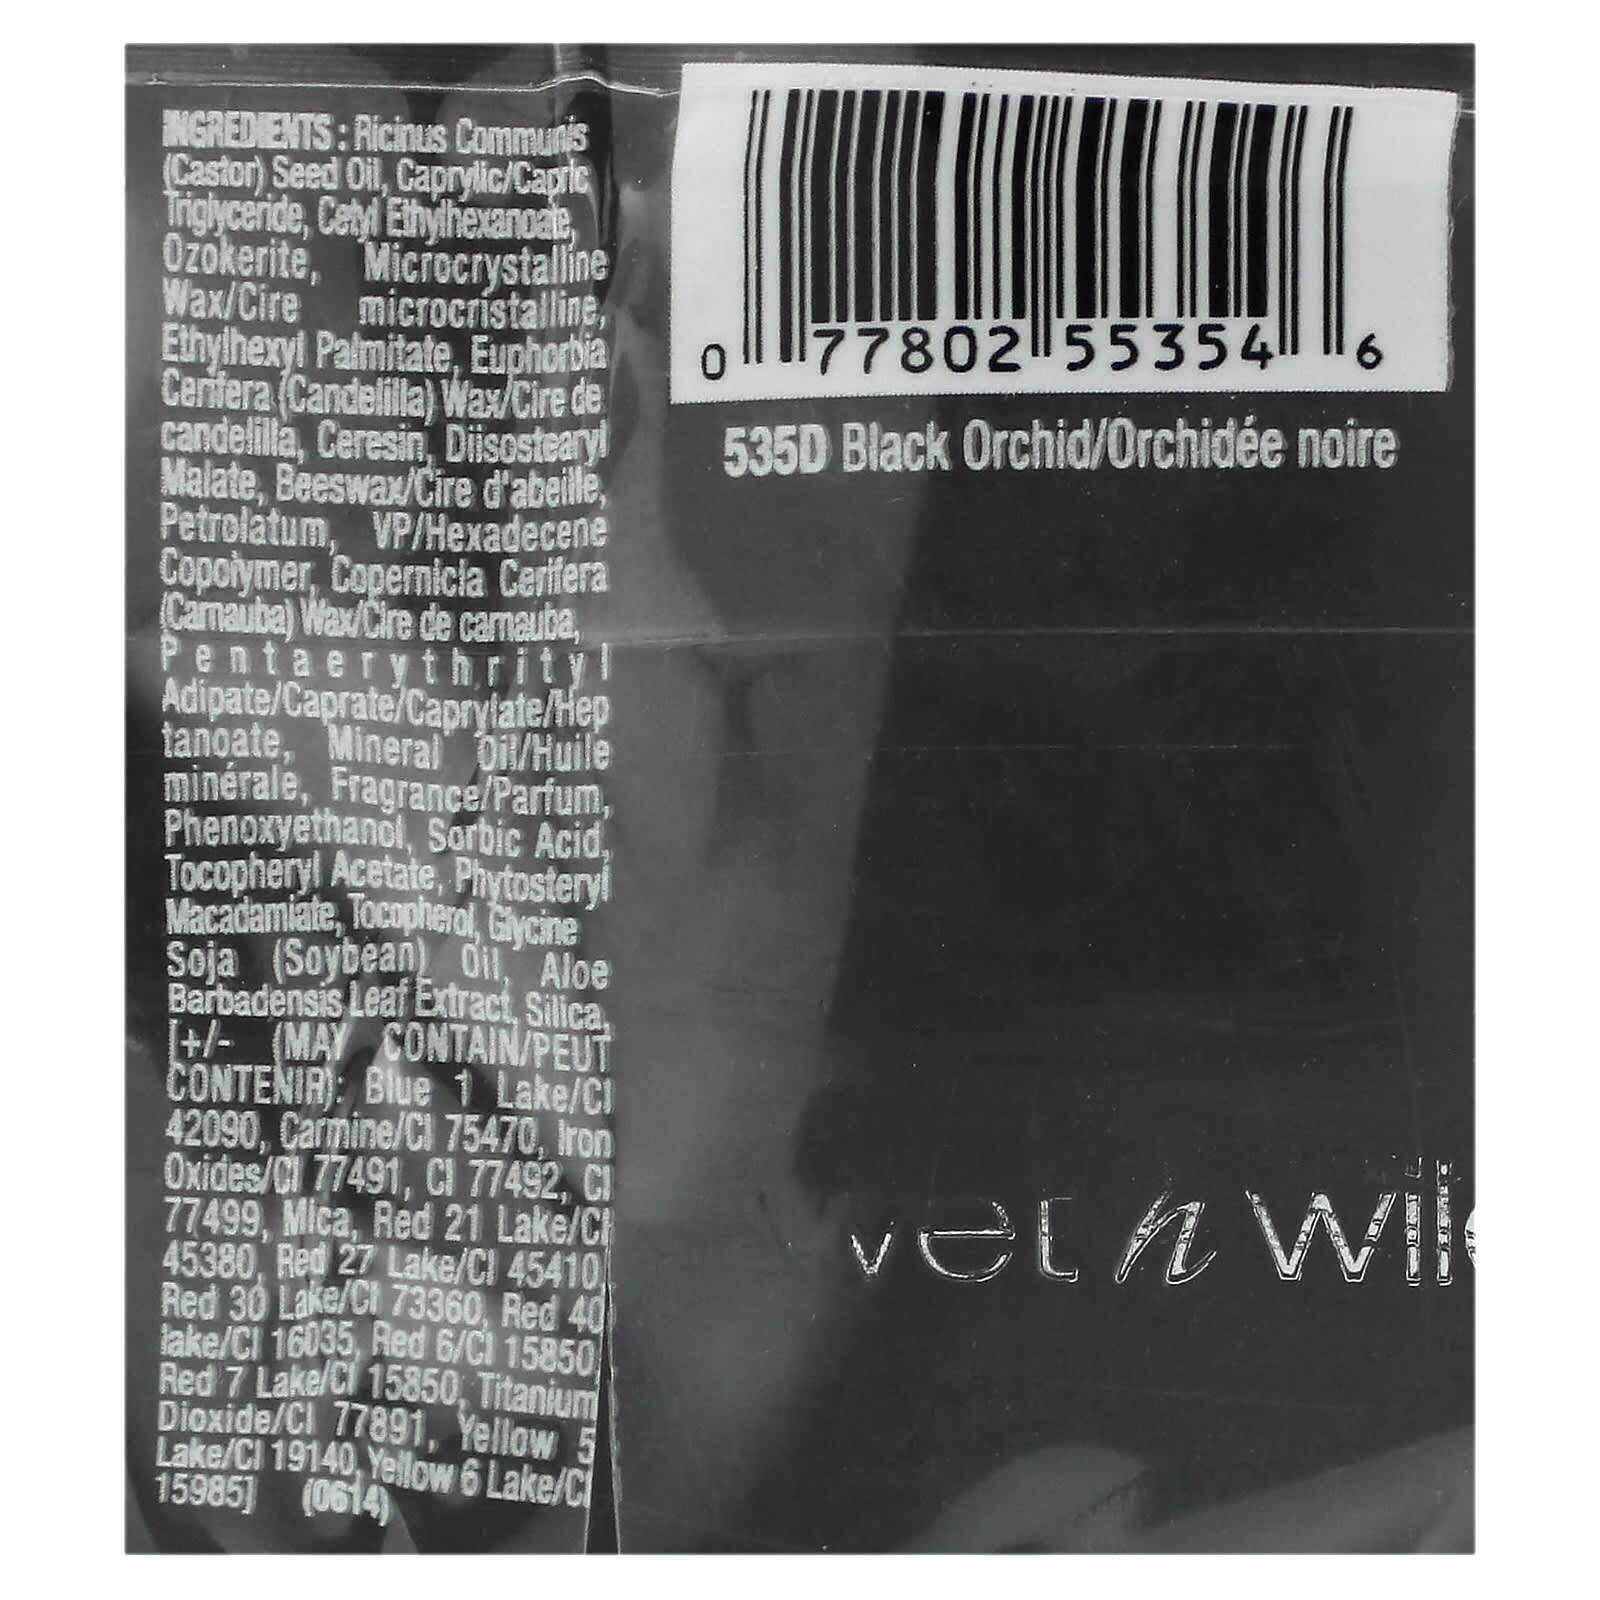 INGREDIENTS : Ricinus Communis
(Castor) Seed Oil, Caprylic/Capric
Triglyceride, Cetyl Ethylhexanoate,
Ozokerite, Microcrystalline
Wax/Cire microcristalline,
Ethylhexyl Palmitate, Euphorbia
Cerifera (Candelilla) Wax/Cire de
candelilla, Ceresin, Diisostearyl
Malate, Beeswax/Cire d'abeille,
Petrolatum, VP/Hexadecene
Copolymer, Copernicia Cerifera
(Carnauba) Wax/Cire de carnauba,
Pentaerythrityl
Adipate/Caprate/Caprylate/Hep
tanoate, Mineral Oil/Huile
minérale, Fragrance/Parfum,
Phenoxyethanol, Sorbic Acid,
Tocopheryl Acetate, Phytosteryl
Macadamiate, Tocopherol, Glycine
Soja (Soybean) Oil, Aloe
Barbadensis Leaf Extract, Silica,
[+/- (MAY CONTAIN/PEUT
CONTENIR): Blue 1 Lake/CI
42090, Carmine/CI 75470, Iron
Oxides/CI 77491, CI 77492, CI
77499, Mica, Red 21 Lake/CI
45380, Red 27 Lake/CI 45410,
Red 30 Lake/CI 73360, Red 40
lake/CI 16035, Red 6/CI 15850
Red 7 Lake/CI 15850, Titanium
Dioxide/CI 77891, Yellow 5
Lake/CI 19140, Yellow 6 Lake/CI
15985] (0614)
0 77802 55354 6
535D Black Orchid/Orchidée noire
wet n wild